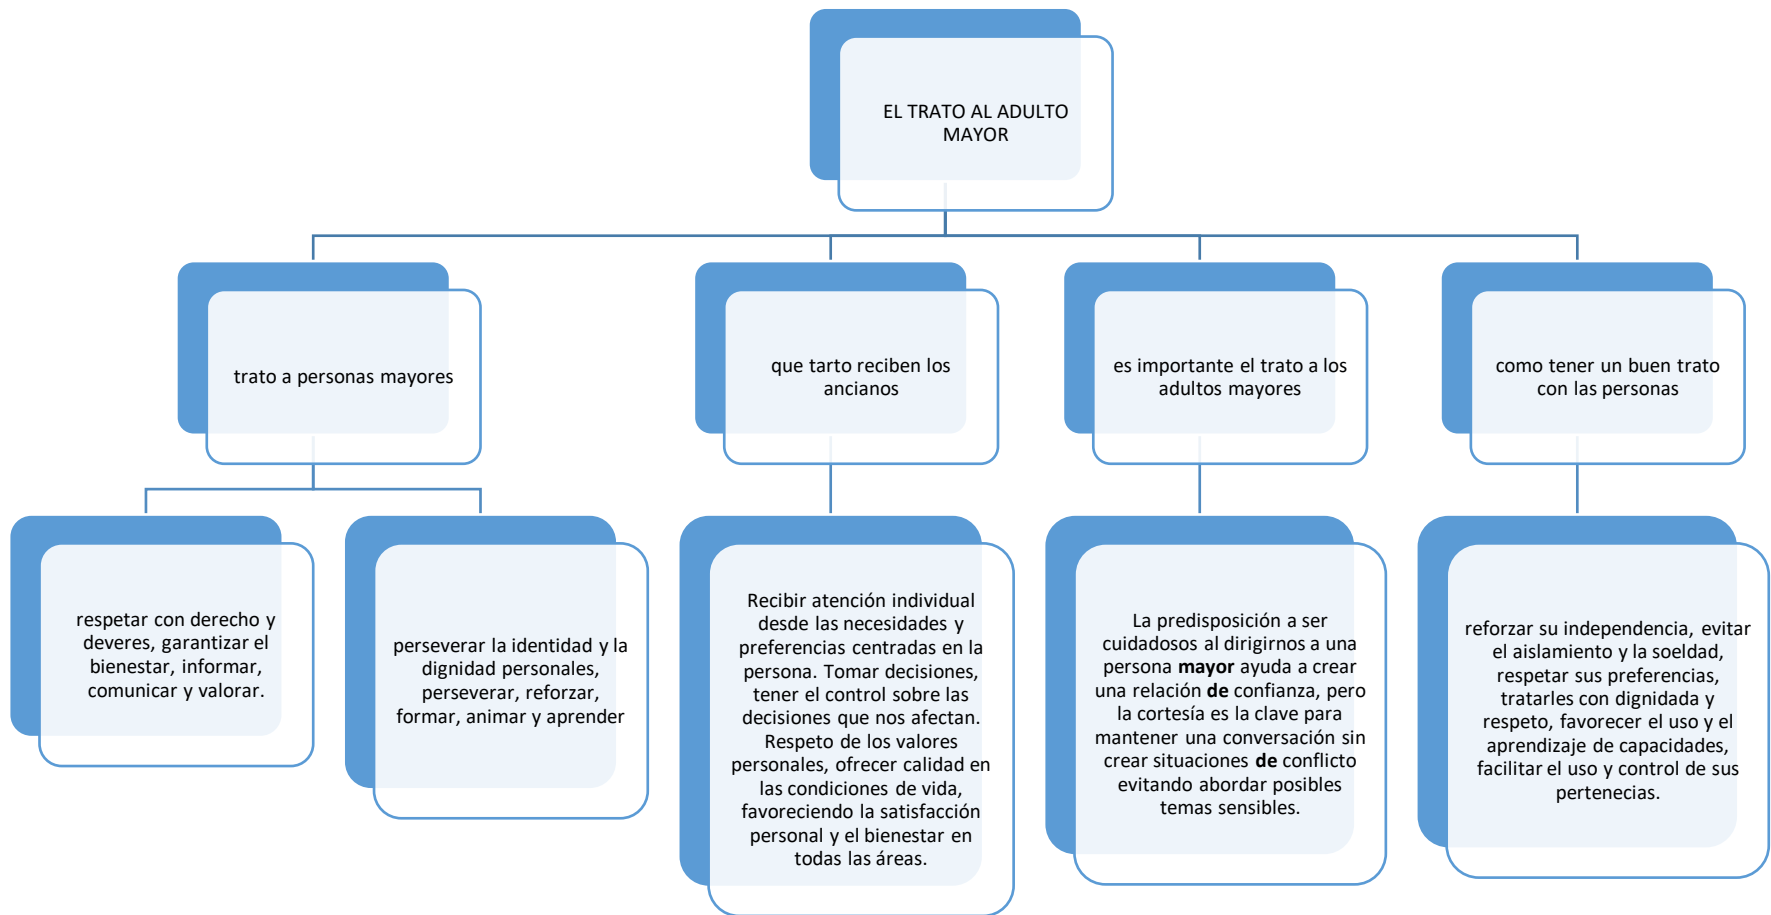 EL TRATO AL ADULTO
MAYOR
trato a personas mayores
que tarto reciben los
ancianos
es importante el trato a los
adultos mayores
como tener un buen trato
con las personas
respetar con derecho y
deveres, garantizar el
bienestar, informar,
comunicar y valorar.
perseverar la identidad y la
dignidad personales,
perseverar, reforzar,
formar, animar y aprender
Recibir atención individual
desde las necesidades y
preferencias centradas en la
persona. Tomar decisiones,
tener el control sobre las
decisiones que nos afectan.
Respeto de los valores
personales, ofrecer calidad en
las condiciones de vida,
favoreciendo la satisfacción
personal y el bienestar en
todas las áreas.
La predisposición a ser
cuidadosos al dirigirnos a una
persona mayor ayuda a crear
una relación de confianza, pero
la cortesía es la clave para
mantener una conversación sin
crear situaciones de conflicto
evitando abordar posibles
temas sensibles.
reforzar su independencia, evitar
el aislamiento y la soeldad,
respetar sus preferencias,
tratarles con dignidada y
respeto, favorecer el uso y el
aprendizaje de capacidades,
facilitar el uso y control de sus
pertenecias.